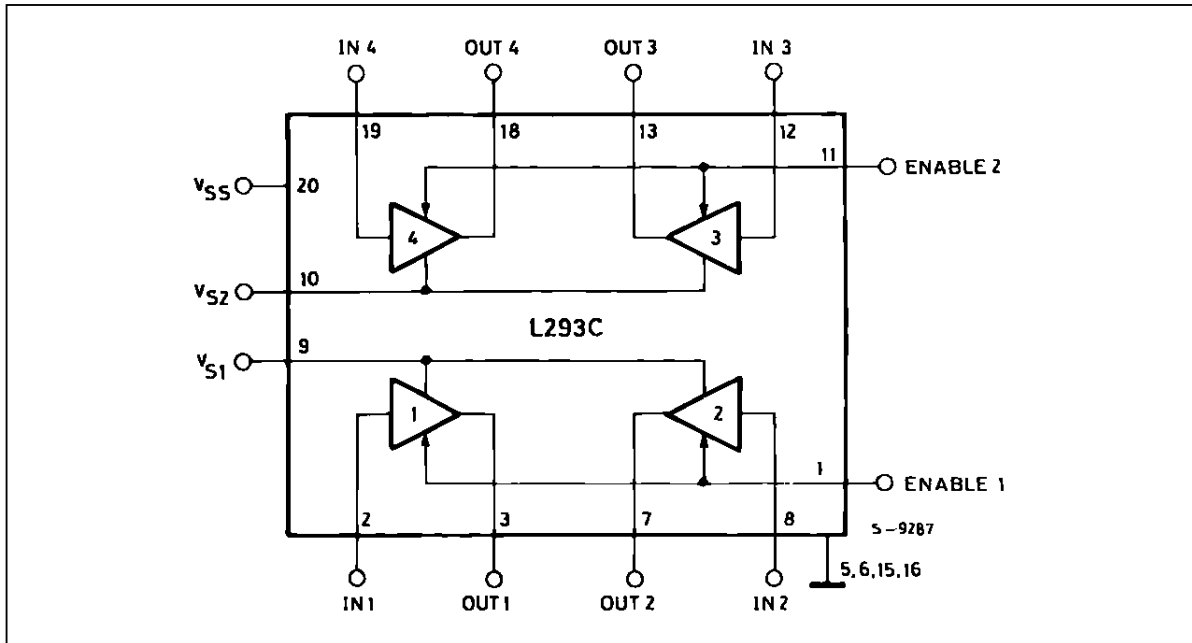 IN 4 OUT 4 OUT 3 IN 3
19 18 13 12
11 ENABLE 2
VSS 20
4 3
VS2 10
L293C
VS1 9
1 2
1 ENABLE 1
2 3 7 8
S-9287
5,6,15,16
IN 1 OUT 1 OUT 2 IN 2